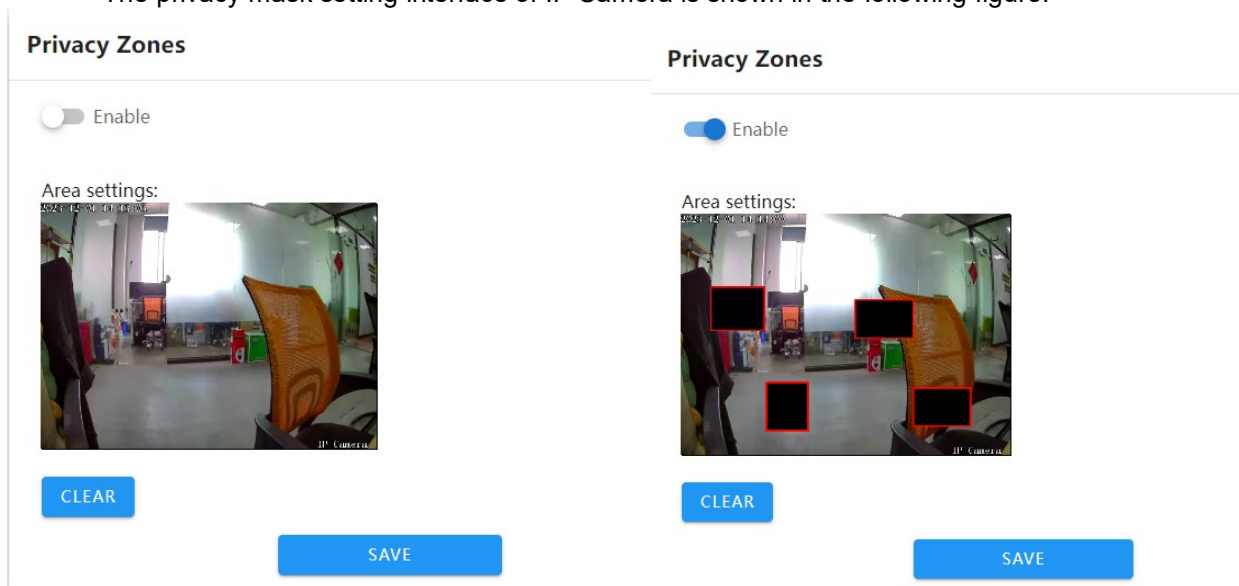 The privacy mask setting interface of IP Camera is shown in the following figure:
Privacy Zones
Enable
Area settings:
IP Camera
CLEAR
SAVE
Privacy Zones
Enable
Area settings:
IP Camera
CLEAR
SAVE